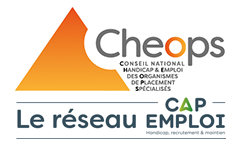 Cheops
CONSEIL NATIONAL
HANDICAP & EMPLOI
DES ORGANISMES
DE PLACEMENT
SPÉCIALISÉS
Le réseau CAP EMPLOI
Handicap, recrutement & maintien